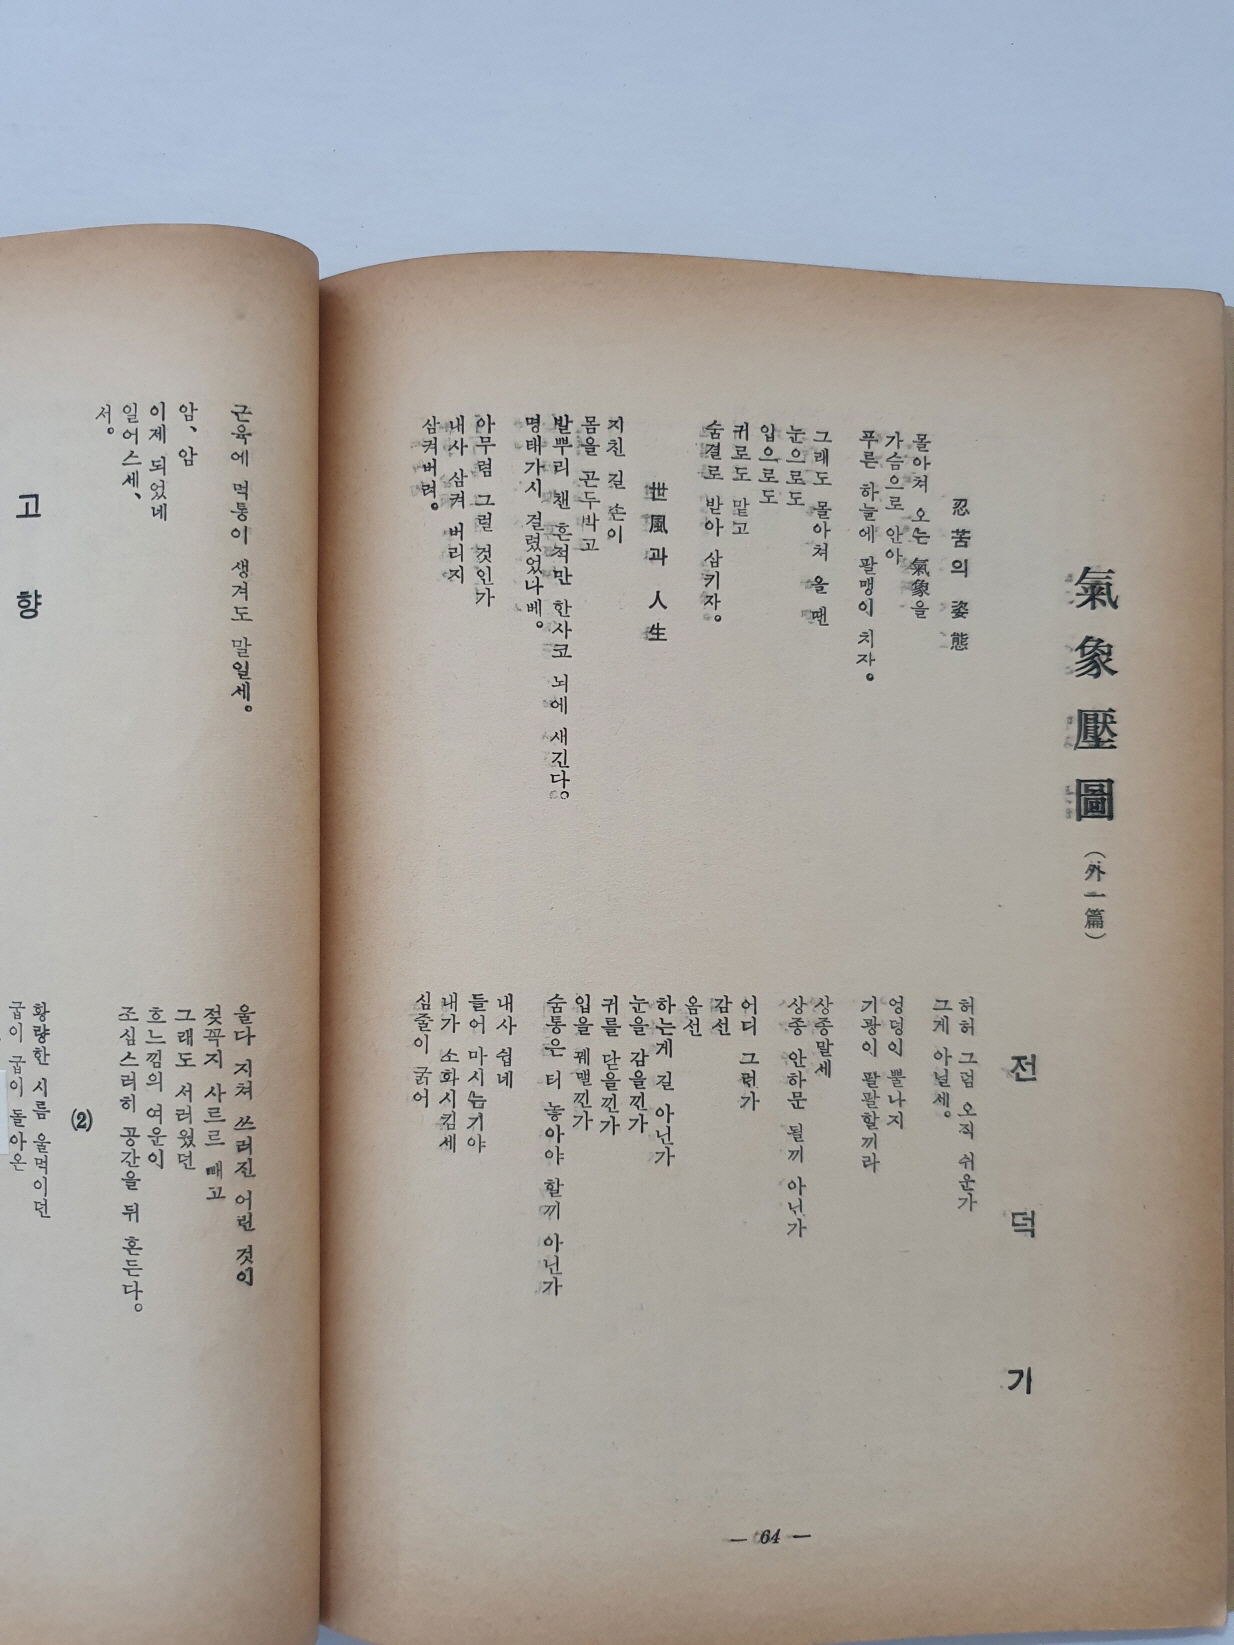 氣象壓圖 (外一篇)
전덕기
忍苦의 姿態
몰아쳐 오는 氣象을
가슴으로 안아
푸른 하늘에 팔맹이 치자。
그래도 몰아쳐 올 땐
눈으로도
입으로도
귀로도 맡고
숨결로 받아 삼키자。
世風과 人生
지친 길 손이
몸을 곤두박고
발뿌리 챈 흔적만 한사코 뇌에 새긴다。
명태가시 걸렸었나베。
아무렴 그럴 것인가
내사 삼켜 버리지
삼켜버려。
허허 그럼 오직 쉬운가
그게 아닐세。
엉덩이 뿔나지
기광이 팔팔할끼라
상종말세
상종 안하문 될끼 아닌가
어디 그런가
감선
옴선
하는게 길 아닌가
눈을 감을낀가
귀를 닫을낀가
입을 꿰맬낀가
숨통은 터 놓아야 할끼 아닌가
내사 쉽네
들어 마시는기야
내가 소화시킴세
심줄이 굵어
— 64 —
근육에 먹통이 생겨도 말일세。
암、암
이제 되었네
일어스세、
서。
고향
울다 지쳐 쓰러진 어린 것이
젖꼭지 사르르 빼고
그래도 서러웠던
흐느낌의 여운이
조심스러히 공간을 뒤 흔든다。
(2)
황량한 시름 울먹이던
굽이 굽이 돌아온